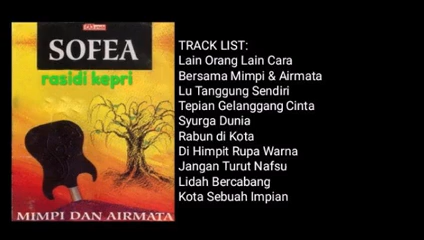 SOFEA
rasidi kepri
MIMPI DAN AIRMATA
TRACK LIST:
Lain Orang Lain Cara
Bersama Mimpi & Airmata
Lu Tanggung Sendiri
Tepian Gelanggang Cinta
Syurga Dunia
Rabun di Kota
Di Himpit Rupa Warna
Jangan Turut Nafsu
Lidah Bercabang
Kota Sebuah Impian